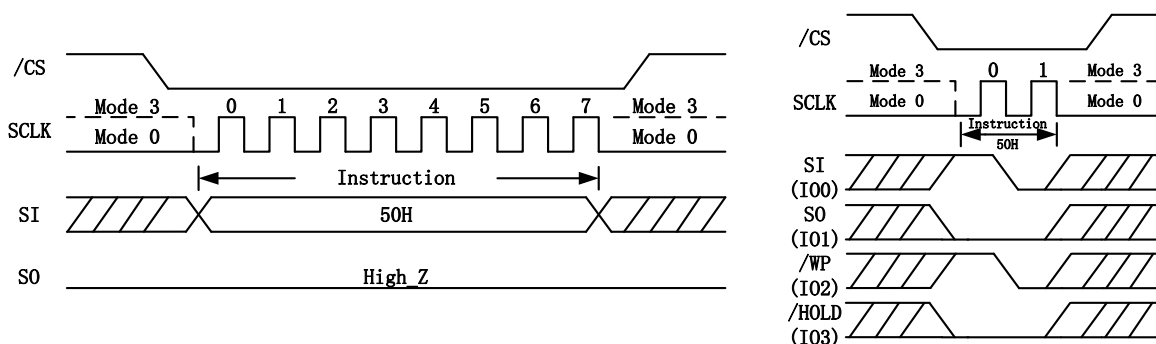 /CS
Mode 3 0 1 2 3 4 5 6 7 Mode 3
SCLK
Mode 0 Mode 0
Instruction
SI 50H
SO High_Z
/CS
Mode 3 0 1 Mode 3
SCLK Mode 0 Mode 0
Instruction
50H
SI
(IO0)
SO
(IO1)
/WP
(IO2)
/HOLD
(IO3)